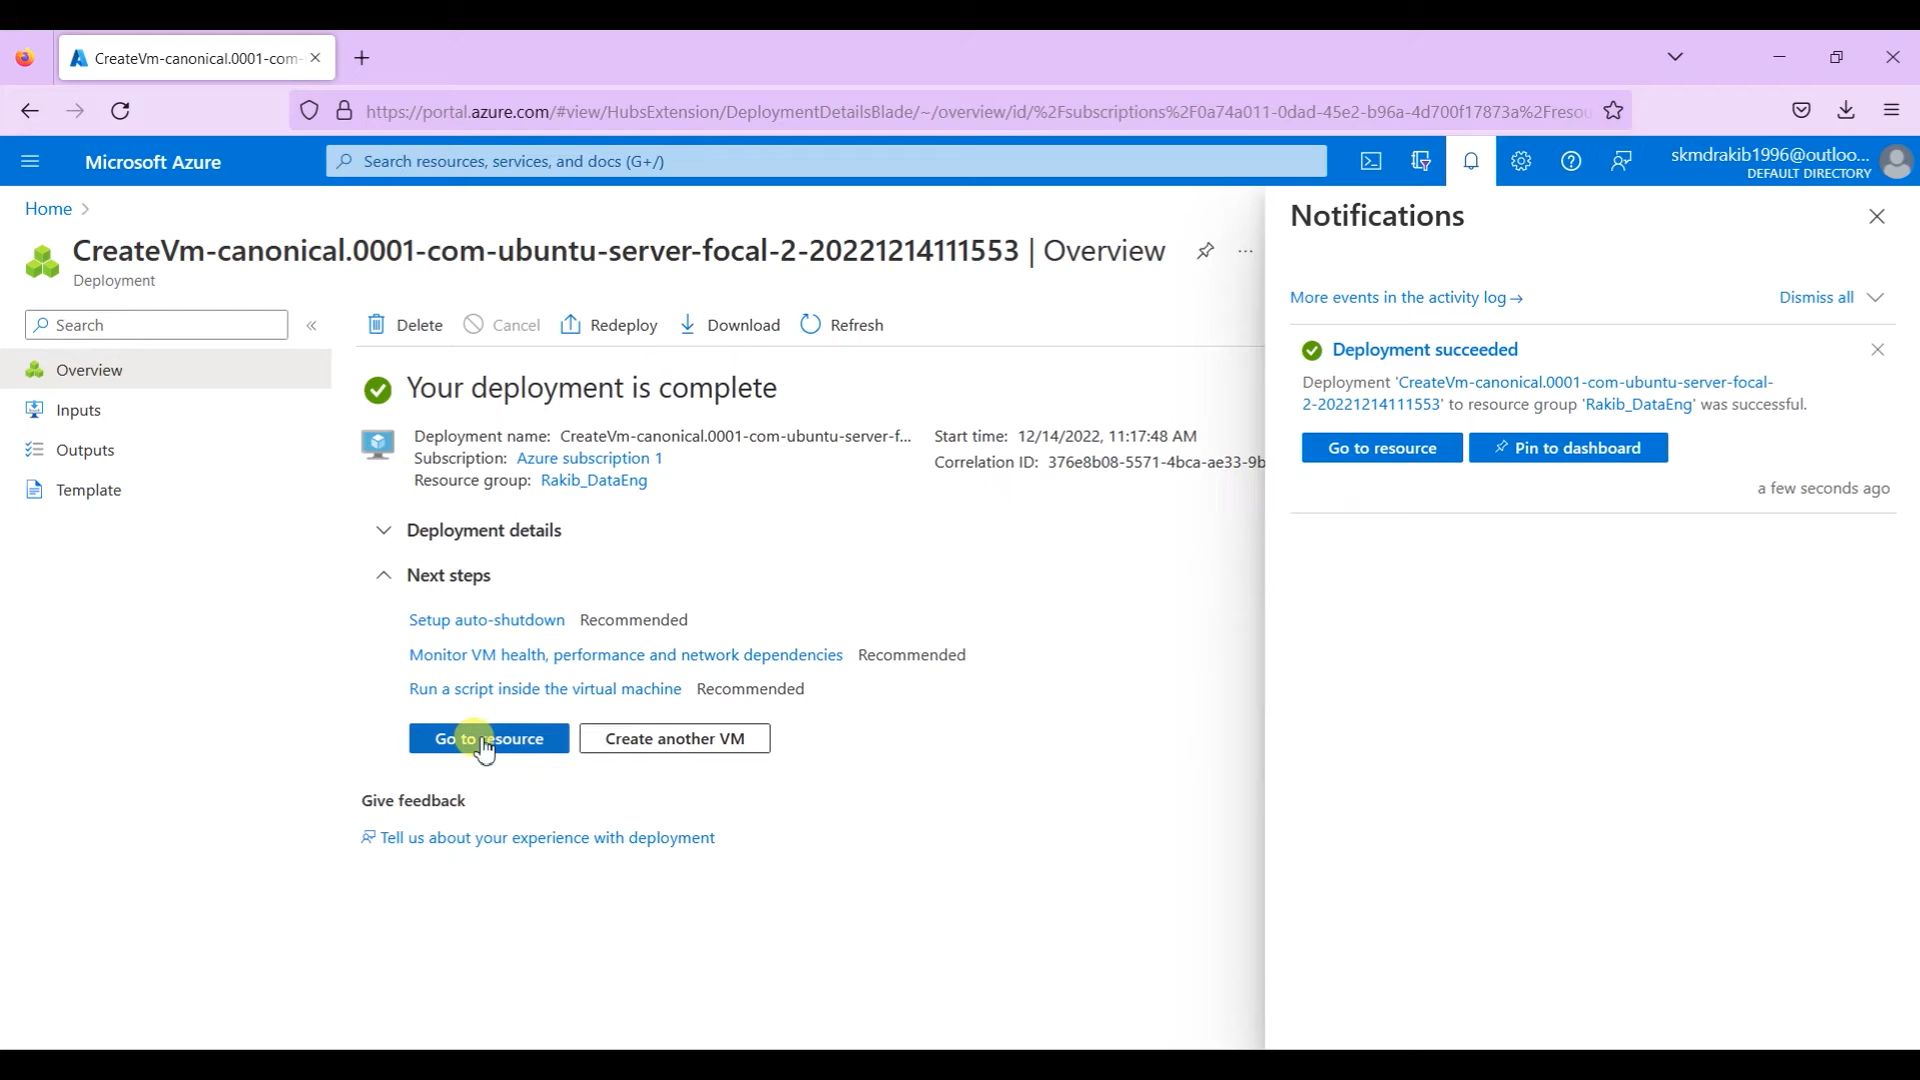 CreateVm-canonical.0001-com-
https://portal.azure.com/#view/HubsExtension/DeploymentDetailsBlade/~/overview/id/%2Fsubscriptions%2F0a74a011-0dad-45e2-b96a-4d700f17873a%2Fresou
Microsoft Azure
Search resources, services, and docs (G+/)
skmdrakib1996@outloo...
DEFAULT DIRECTORY
Home
CreateVm-canonical.0001-com-ubuntu-server-focal-2-20221214111553 | Overview
Deployment
Search
Overview
Inputs
Outputs
Template
Delete
Cancel
Redeploy
Download
Refresh
Your deployment is complete
Deployment name: CreateVm-canonical.0001-com-ubuntu-server-f...
Subscription: Azure subscription 1
Resource group: Rakib_DataEng
Start time: 12/14/2022, 11:17:48 AM
Correlation ID: 376e8b08-5571-4bca-ae33-9b
Deployment details
Next steps
Setup auto-shutdown Recommended
Monitor VM health, performance and network dependencies Recommended
Run a script inside the virtual machine Recommended
Go to resource
Create another VM
Give feedback
Tell us about your experience with deployment
Notifications
More events in the activity log →
Dismiss all
Deployment succeeded
Deployment 'CreateVm-canonical.0001-com-ubuntu-server-focal-
2-20221214111553' to resource group 'Rakib_DataEng' was successful.
Go to resource
Pin to dashboard
a few seconds ago